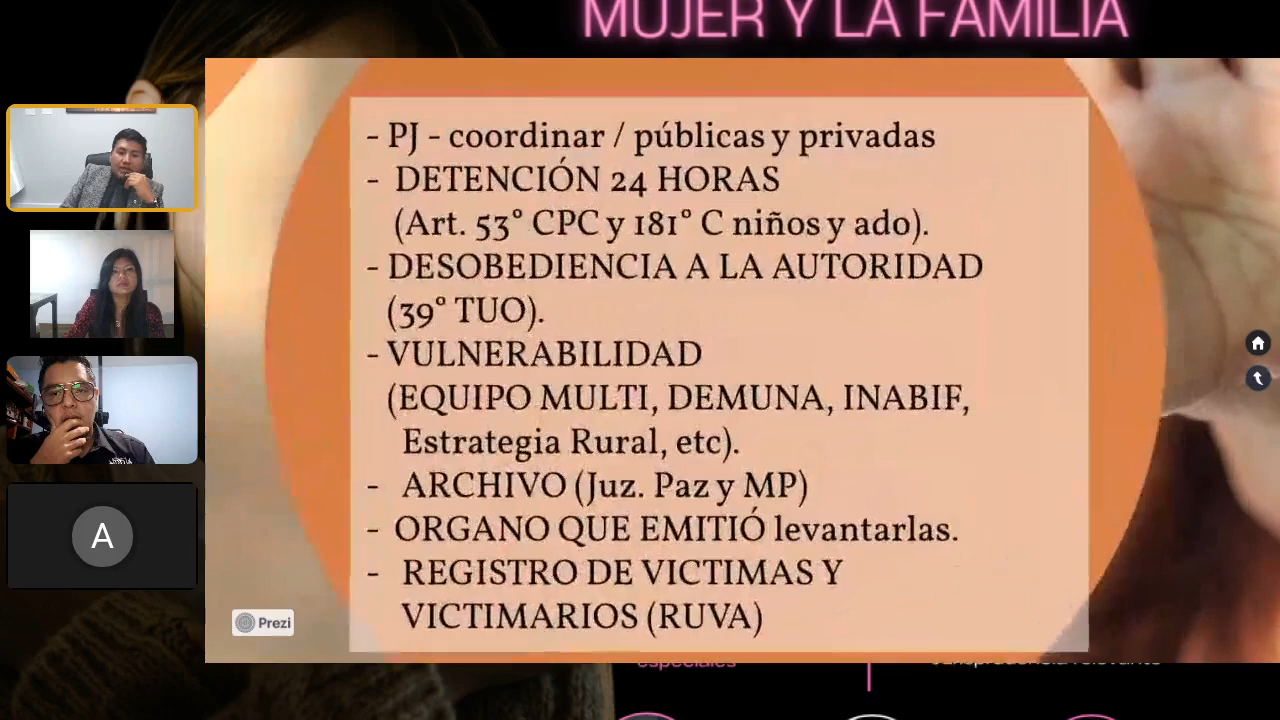 MUJER Y LA FAMILIA
- PJ - coordinar / públicas y privadas
- DETENCIÓN 24 HORAS
(Art. 53° CPC y 181° C niños y ado).
- DESOBEDIENCIA A LA AUTORIDAD
(39° TUO).
- VULNERABILIDAD
(EQUIPO MULTI, DEMUNA, INABIF,
Estrategia Rural, etc).
- ARCHIVO (Juz. Paz y MP)
- ORGANO QUE EMITIÓ levantarlas.
- REGISTRO DE VICTIMAS Y
VICTIMARIOS (RUVA)
A
Prezi
especiales